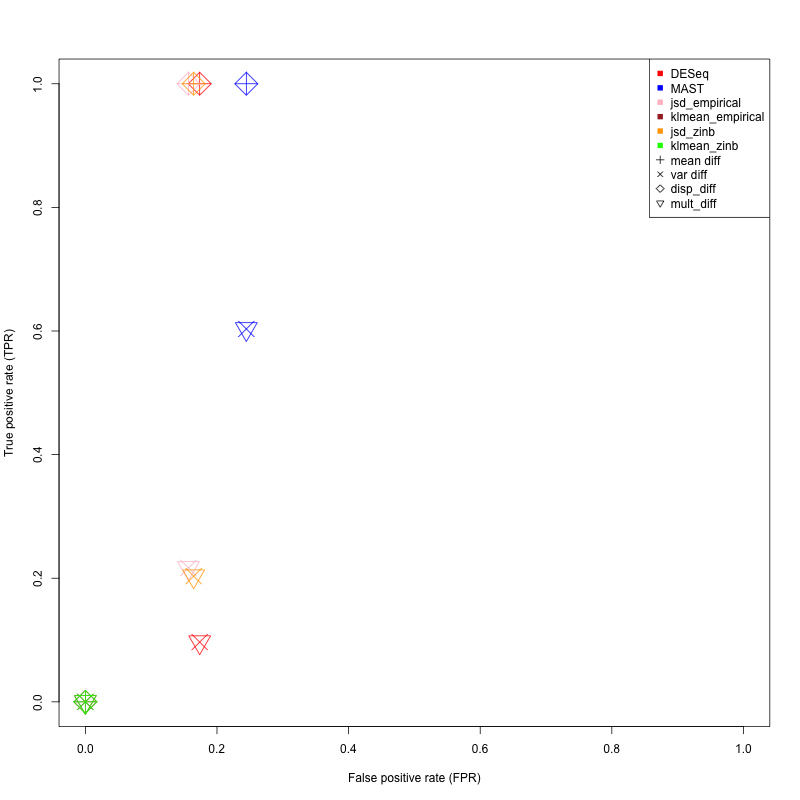 DESeq
MAST
jsd_empirical
klmean_empirical
jsd_zinb
klmean_zinb
mean diff
var diff
disp_diff
mult_diff
1.0
0.8
0.6
0.4
0.2
0.0
True positive rate (TPR)
0.0 0.2 0.4 0.6 0.8 1.0
False positive rate (FPR)